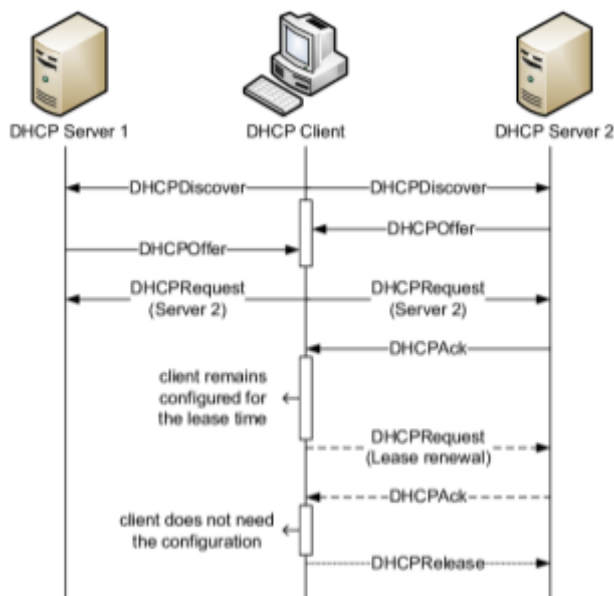 DHCP Server 1
DHCP Client
DHCP Server 2
DHCPDiscover
DHCPDiscover
DHCPOffer
DHCPOffer
DHCPRequest
(Server 2)
DHCPRequest
(Server 2)
DHCPAck
client remains
configured for
the lease time
DHCPRequest
(Lease renewal)
DHCPAck
client does not need
the configuration
DHCPRelease